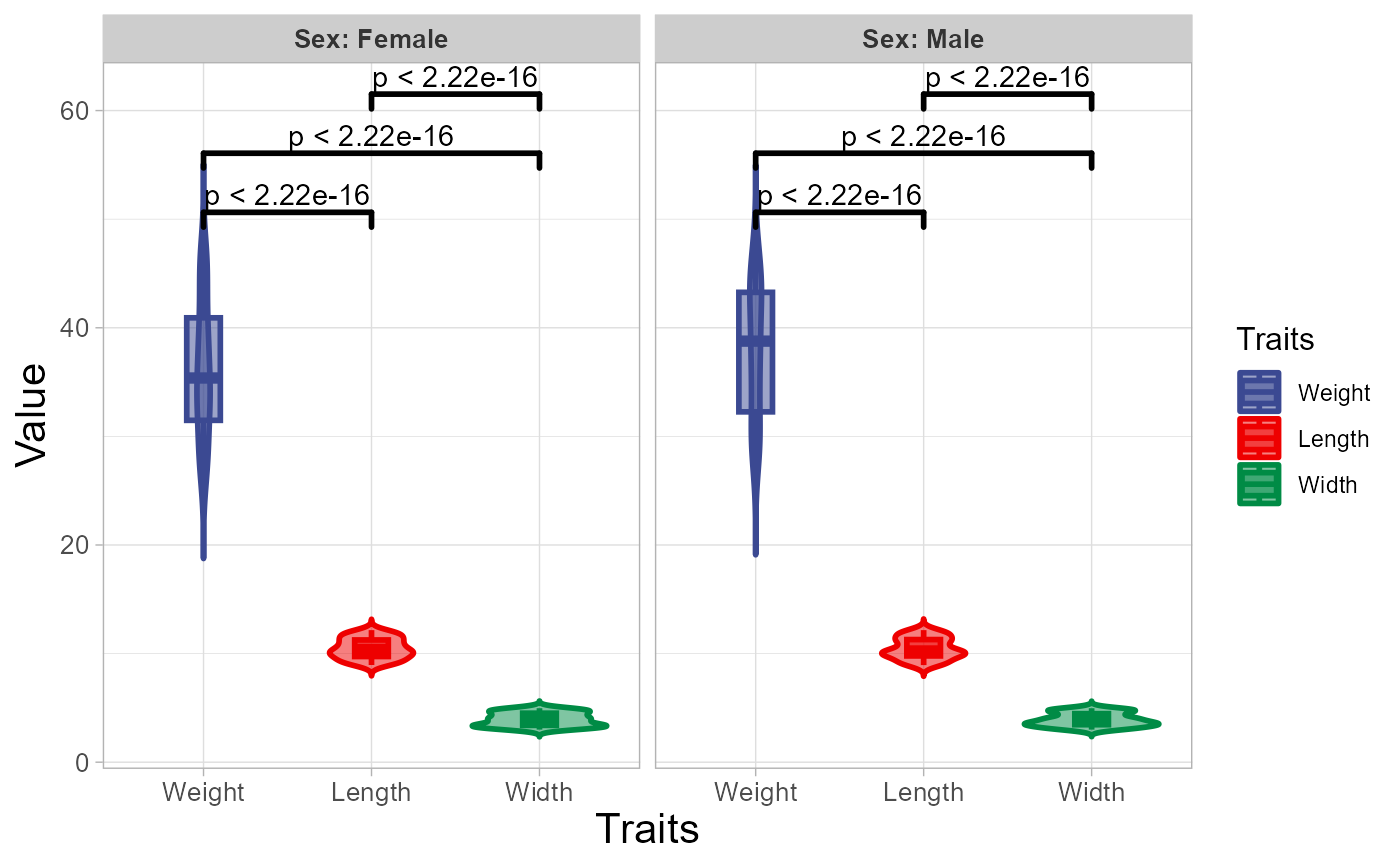 Sex: Female
Sex: Male
p < 2.22e-16
p < 2.22e-16
p < 2.22e-16
p < 2.22e-16
p < 2.22e-16
p < 2.22e-16
60
40
20
0
Value
Weight
Length
Width
Weight
Length
Width
Traits
Traits
Weight
Length
Width